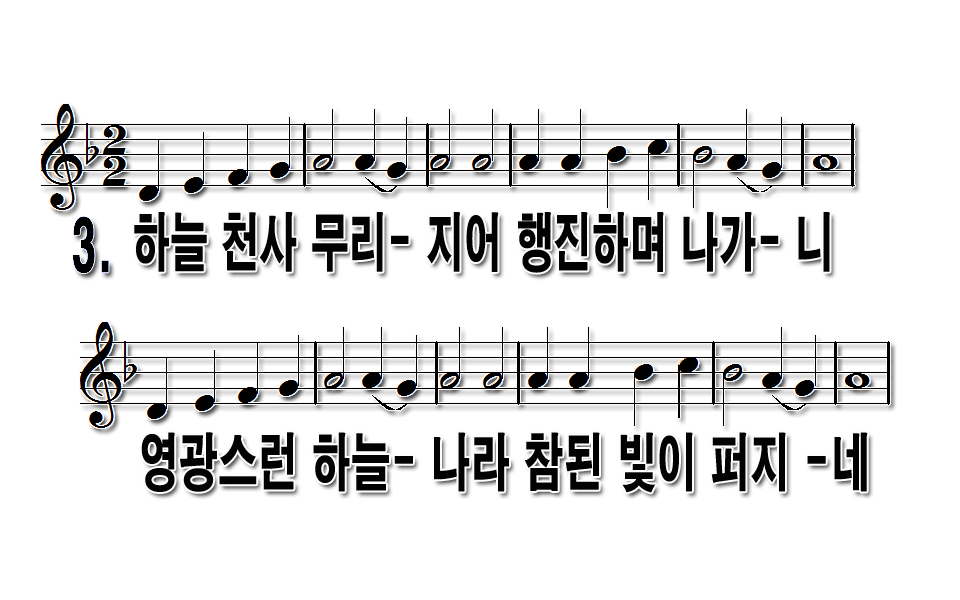 3. 하늘 천사 무리- 지어 행진하며 나가- 니
영광스런 하늘- 나라 참된 빛이 퍼지 -네